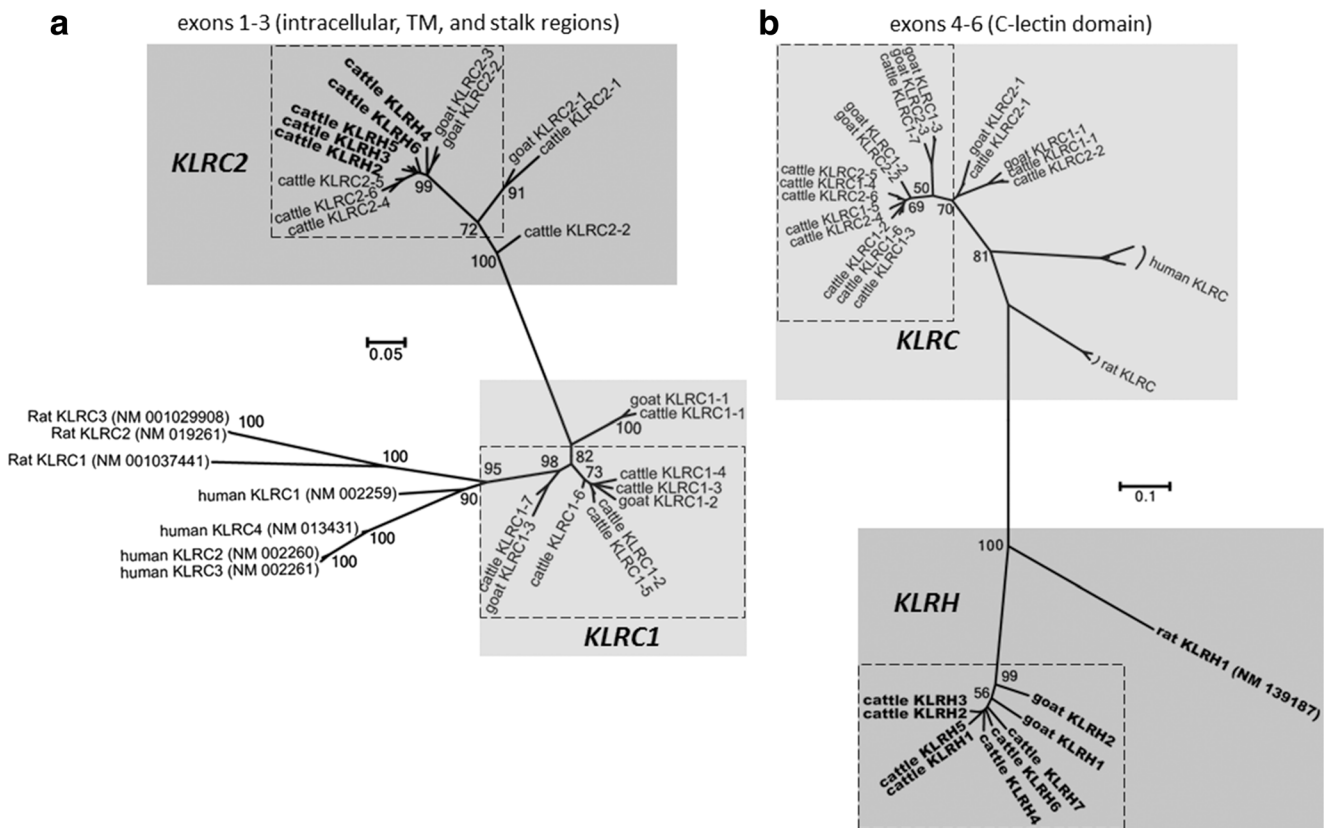 a
exons 1-3 (intracellular, TM, and stalk regions)
KLRC2
cattle KLRH4
cattle KLRH6
cattle KLRH5
cattle KLRH3
cattle KLRH2
goat KLRC2-3
goat KLRC2-2
goat KLRC2-1
cattle KLRC2-1
cattle KLRC2-5
cattle KLRC2-6
cattle KLRC2-4
cattle KLRC2-2
99
91
72
100
0.05
Rat KLRC3 (NM 001029908)
Rat KLRC2 (NM 019261)
Rat KLRC1 (NM 001037441)
human KLRC1 (NM 002259)
human KLRC4 (NM 013431)
human KLRC2 (NM 002260)
human KLRC3 (NM 002261)
100
100
95
90
100
100
goat KLRC1-1
cattle KLRC1-1
100
98
82
73
cattle KLRC1-4
cattle KLRC1-3
goat KLRC1-2
cattle KLRC1-7
goat KLRC1-3
cattle KLRC1-6
cattle KLRC1-2
cattle KLRC1-5
KLRC1
b
exons 4-6 (C-lectin domain)
goat KLRC1-3
goat KLRC2-3
cattle KLRC1-7
goat KLRC1-2
goat KLRC2-2
goat KLRC2-1
cattle KLRC2-1
goat KLRC1-1
cattle KLRC1-1
cattle KLRC2-2
cattle KLRC2-5
cattle KLRC1-4
cattle KLRC2-6
cattle KLRC1-5
cattle KLRC2-4
cattle KLRC1-2
cattle KLRC1-6
cattle KLRC1-3
50
69
70
81
human KLRC
rat KLRC
KLRC
0.1
100
KLRH
rat KLRH1 (NM 139187)
99
56
cattle KLRH3
cattle KLRH2
goat KLRH2
goat KLRH1
cattle KLRH5
cattle KLRH1
cattle KLRH7
cattle KLRH6
cattle KLRH4